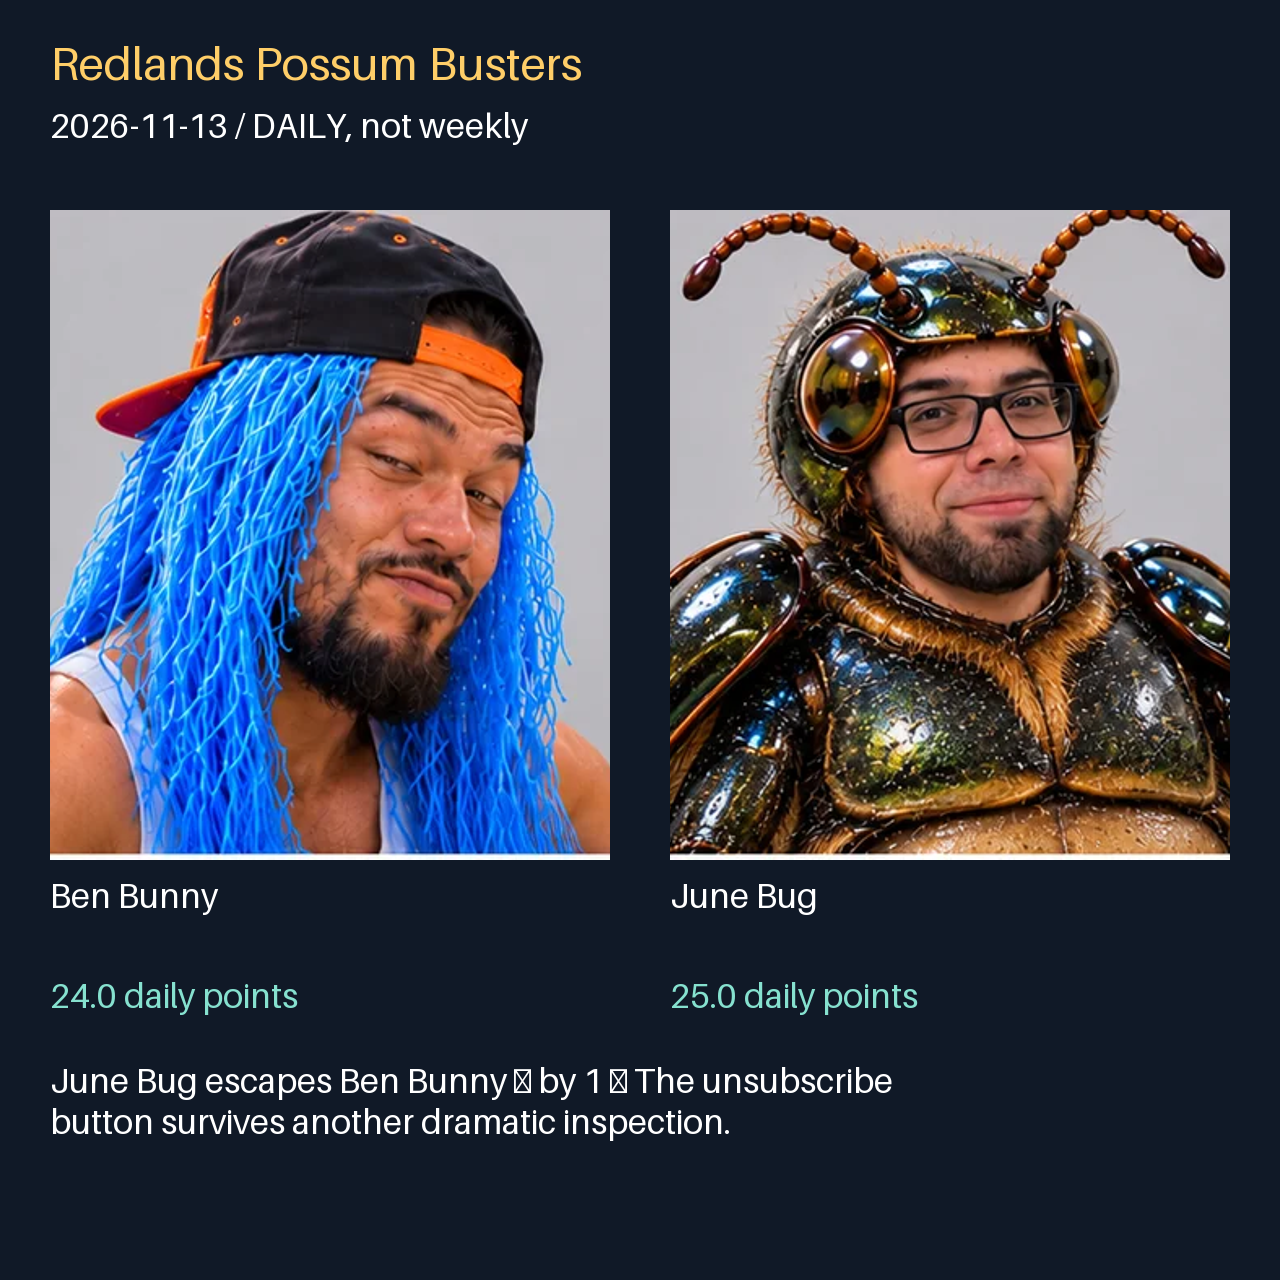 Redlands Possum Busters
2026-11-13 / DAILY, not weekly
Ben Bunny
June Bug
24.0 daily points
25.0 daily points
June Bug escapes Ben Bunny by 1 The unsubscribe
button survives another dramatic inspection.